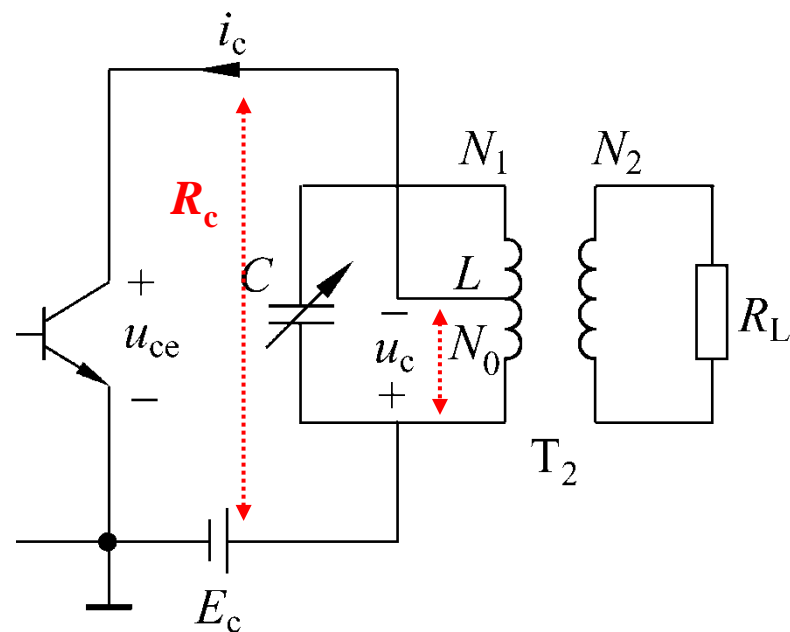 i_c
N_1 N_2
R_c
C L
+ − R_L
u_ce u_c N_0
− +
T_2
E_c